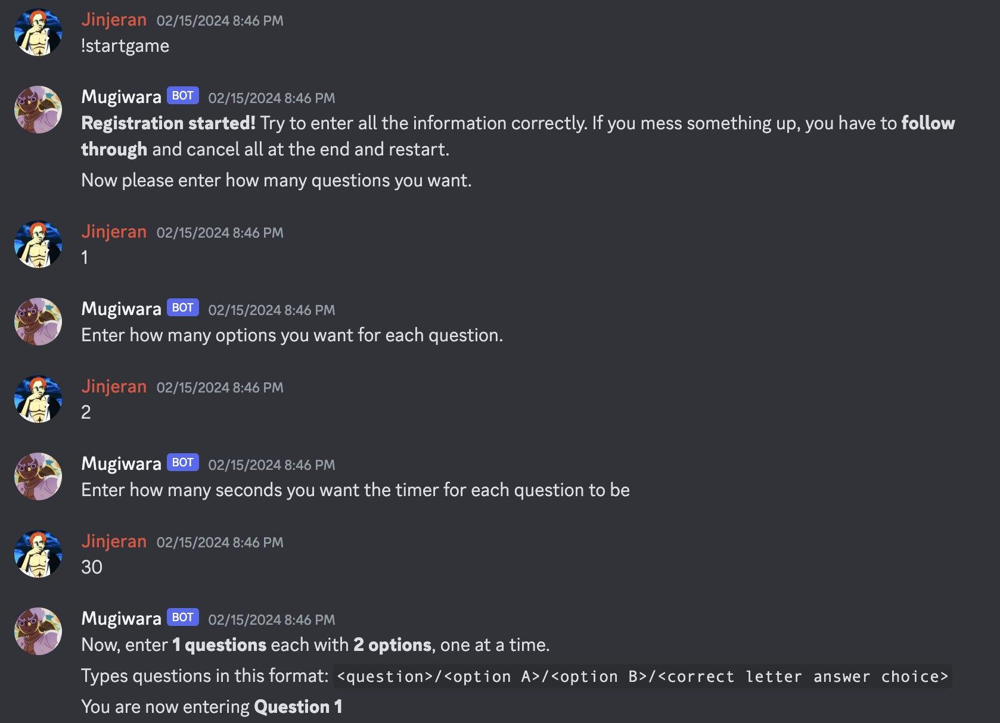 Jinjeran 02/15/2024 8:46 PM
!startgame
Mugiwara BOT 02/15/2024 8:46 PM
Registration started! Try to enter all the information correctly. If you mess something up, you have to follow
through and cancel all at the end and restart.
Now please enter how many questions you want.
Jinjeran 02/15/2024 8:46 PM
1
Mugiwara BOT 02/15/2024 8:46 PM
Enter how many options you want for each question.
Jinjeran 02/15/2024 8:46 PM
2
Mugiwara BOT 02/15/2024 8:46 PM
Enter how many seconds you want the timer for each question to be
Jinjeran 02/15/2024 8:46 PM
30
Mugiwara BOT 02/15/2024 8:46 PM
Now, enter 1 questions each with 2 options, one at a time.
Types questions in this format: <question>/<option A>/<option B>/<correct letter answer choice>
You are now entering Question 1